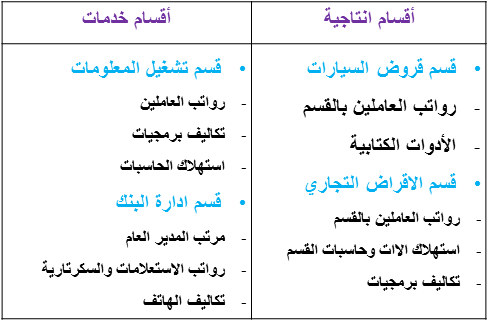 أقسام انتاجية
أقسام خدمات
• قسم قروض السيارات
- رواتب العاملين بالقسم
- الأدوات الكتابية
• قسم الاقراض التجاري
- رواتب العاملين بالقسم
- استهلاك الاات وحاسبات القسم
- تكاليف برمجيات
• قسم تشغيل المعلومات
- رواتب العاملين
- تكاليف برمجيات
- استهلاك الحاسبات
• قسم ادارة البنك
- مرتب المدير العام
- رواتب الاستعلامات والسكرتارية
- تكاليف الهاتف